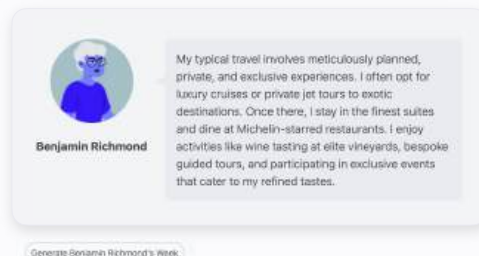 My typical travel involves meticulously planned,
private, and exclusive experiences. I often opt for
luxury cruises or private jet tours to exotic
destinations. Once there, I stay in the finest suites
and dine at Michelin-starred restaurants. I enjoy
activities like wine tasting at elite vineyards, bespoke
guided tours, and participating in exclusive events
that cater to my refined tastes.
Benjamin Richmond
Generate Benjamin Richmond's Week